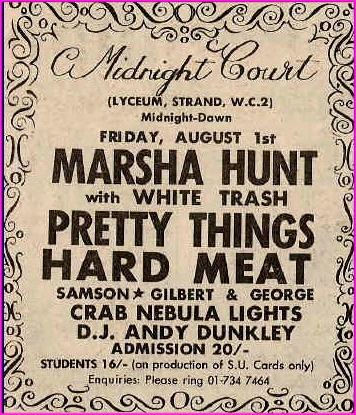 A Midnight Court
(LYCEUM, STRAND, W.C.2)
Midnight-Dawn
FRIDAY, AUGUST 1st
MARSHA HUNT
with WHITE TRASH
PRETTY THINGS
HARD MEAT
SAMSON ★ GILBERT & GEORGE
CRAB NEBULA LIGHTS
D.J. ANDY DUNKLEY
ADMISSION 20/-
STUDENTS 16/- (on production of S.U. Cards only)
Enquiries: Please ring 01-734 7464